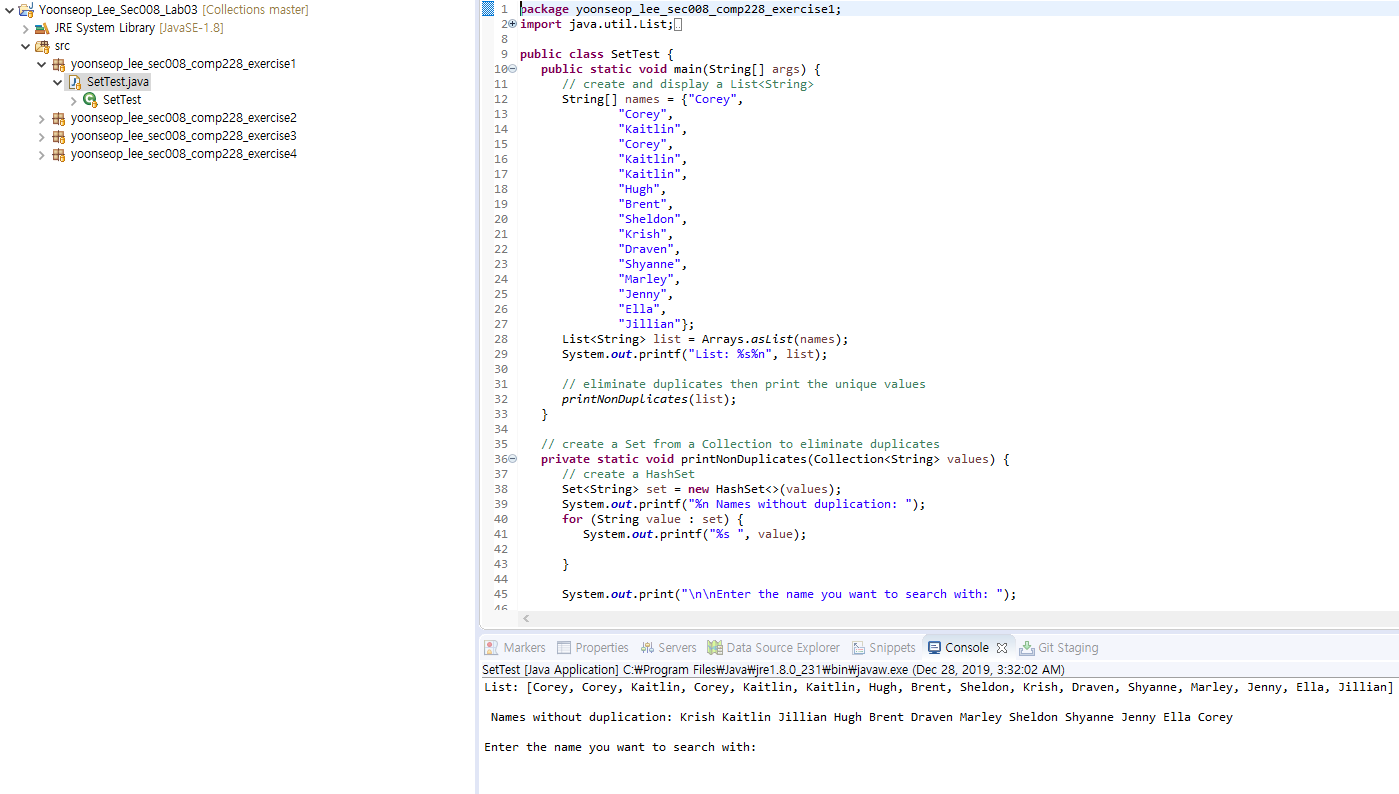 Yoonseop_Lee_Sec008_Lab03 [Collections master]
JRE System Library [JavaSE-1.8]
src
yoonseop_lee_sec008_comp228_exercise1
SetTest.java
SetTest
yoonseop_lee_sec008_comp228_exercise2
yoonseop_lee_sec008_comp228_exercise3
yoonseop_lee_sec008_comp228_exercise4
1 package yoonseop_lee_sec008_comp228_exercise1;
2 import java.util.List;
8
9 public class SetTest {
10 public static void main(String[] args) {
11 // create and display a List<String>
12 String[] names = {"Corey",
13 "Corey",
14 "Kaitlin",
15 "Corey",
16 "Kaitlin",
17 "Kaitlin",
18 "Hugh",
19 "Brent",
20 "Sheldon",
21 "Krish",
22 "Draven",
23 "Shyanne",
24 "Marley",
25 "Jenny",
26 "Ella",
27 "Jillian"};
28 List<String> list = Arrays.asList(names);
29 System.out.printf("List: %s%n", list);
30
31 // eliminate duplicates then print the unique values
32 printNonDuplicates(list);
33 }
34
35 // create a Set from a Collection to eliminate duplicates
36 private static void printNonDuplicates(Collection<String> values) {
37 // create a HashSet
38 Set<String> set = new HashSet<>(values);
39 System.out.printf("%n Names without duplication: ");
40 for (String value : set) {
41 System.out.printf("%s ", value);
42
43 }
44
45 System.out.print("\n\nEnter the name you want to search with: ");
46
Markers Properties Servers Data Source Explorer Snippets Console Git Staging
SetTest [Java Application] C:₩Program Files₩Java₩jre1.8.0_231₩bin₩javaw.exe (Dec 28, 2019, 3:32:02 AM)
List: [Corey, Corey, Kaitlin, Corey, Kaitlin, Kaitlin, Hugh, Brent, Sheldon, Krish, Draven, Shyanne, Marley, Jenny, Ella, Jillian]
Names without duplication: Krish Kaitlin Jillian Hugh Brent Draven Marley Sheldon Shyanne Jenny Ella Corey
Enter the name you want to search with: